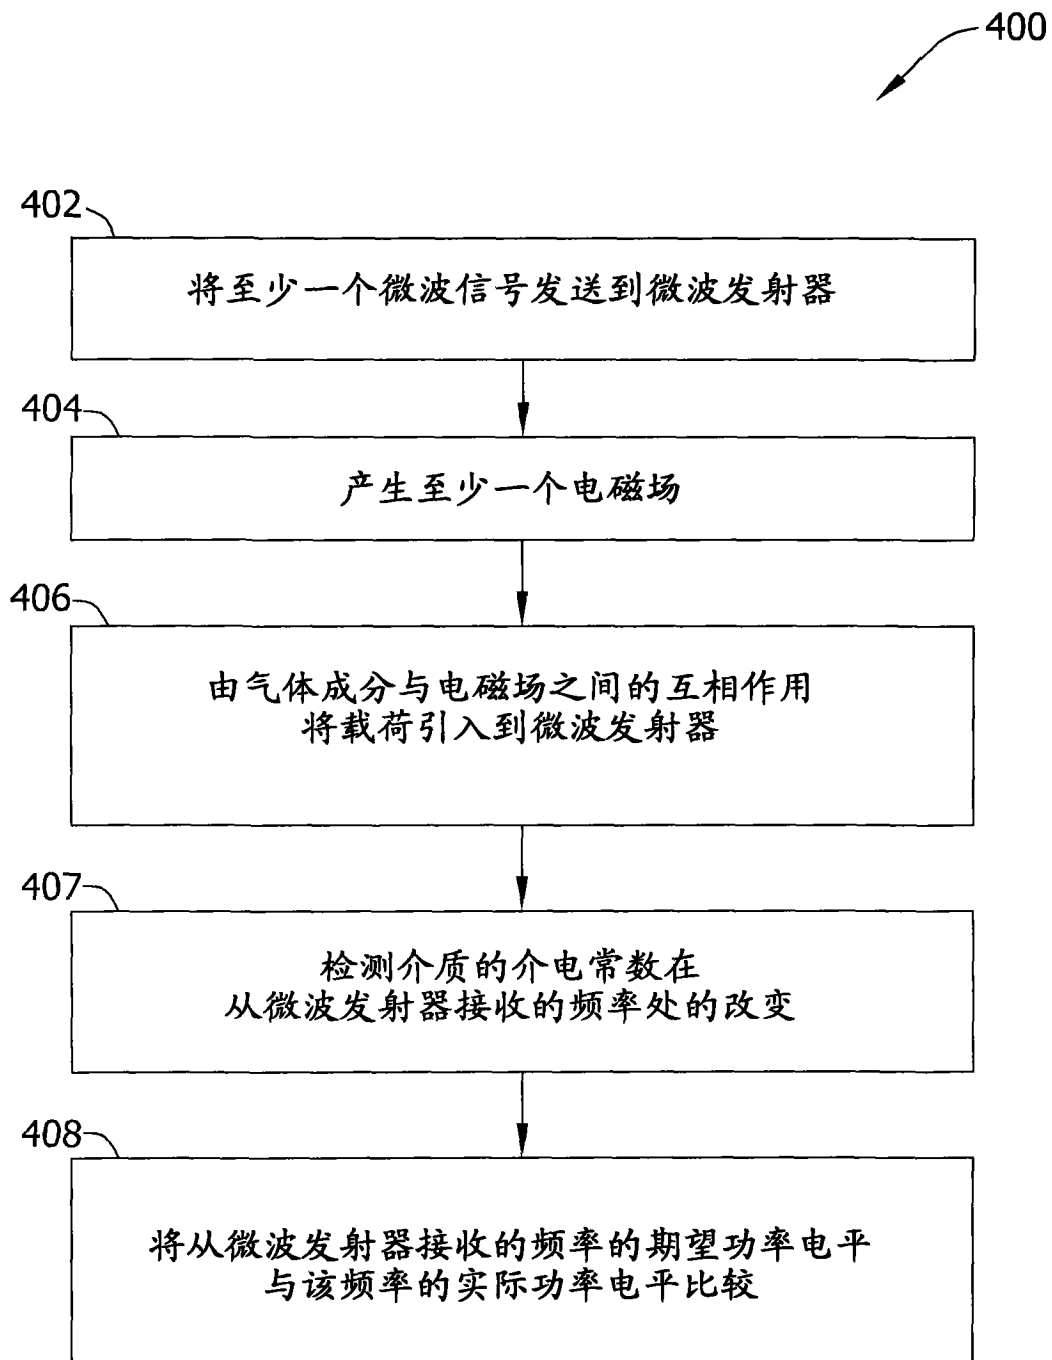 400
402
将至少一个微波信号发送到微波发射器
404
产生至少一个电磁场
406
由气体成分与电磁场之间的互相作用
将载荷引入到微波发射器
407
检测介质的介电常数在
从微波发射器接收的频率处的改变
408
将从微波发射器接收的频率的期望功率电平
与该频率的实际功率电平比较